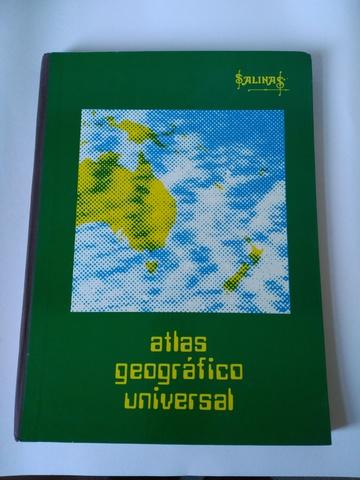 SALINAS
atlas
geográfico
universal